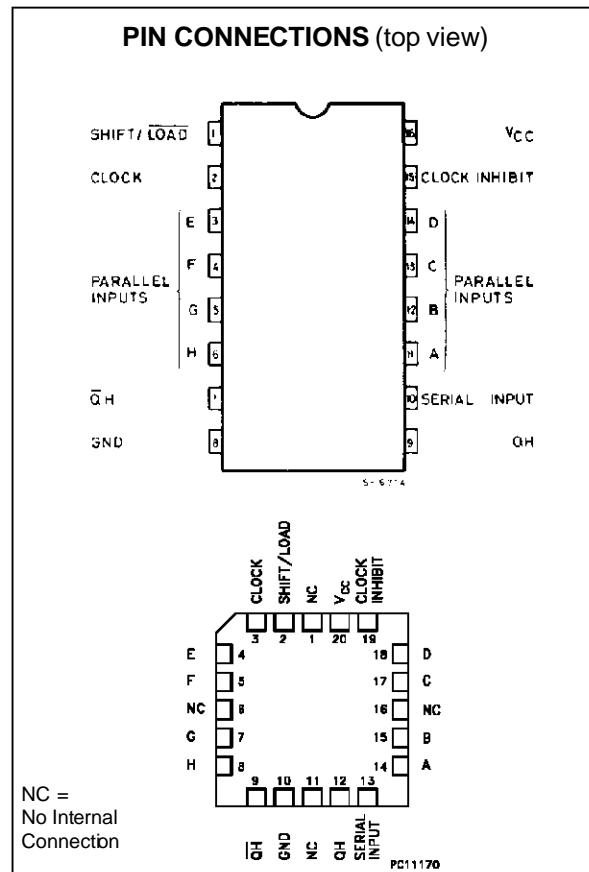 PIN CONNECTIONS (top view)
SHIFT/L̅O̅A̅D̅ 1
16 VCC
CLOCK 2
15 CLOCK INHIBIT
PARALLEL
INPUTS
E 3
F 4
G 5
H 6
14 D
13 C
12 B
11 A
PARALLEL
INPUTS
Q̅H 7
10 SERIAL INPUT
GND 8
9 QH
CLOCK
SHIFT/LOAD
NC
VCC
CLOCK
INHIBIT
3 2 1 20 19
E 4
F 5
NC 6
G 7
H 8
18 D
17 C
16 NC
15 B
14 A
9 10 11 12 13
Q̅H
GND
NC
QH
SERIAL
INPUT
NC =
No Internal
Connection
PC11170